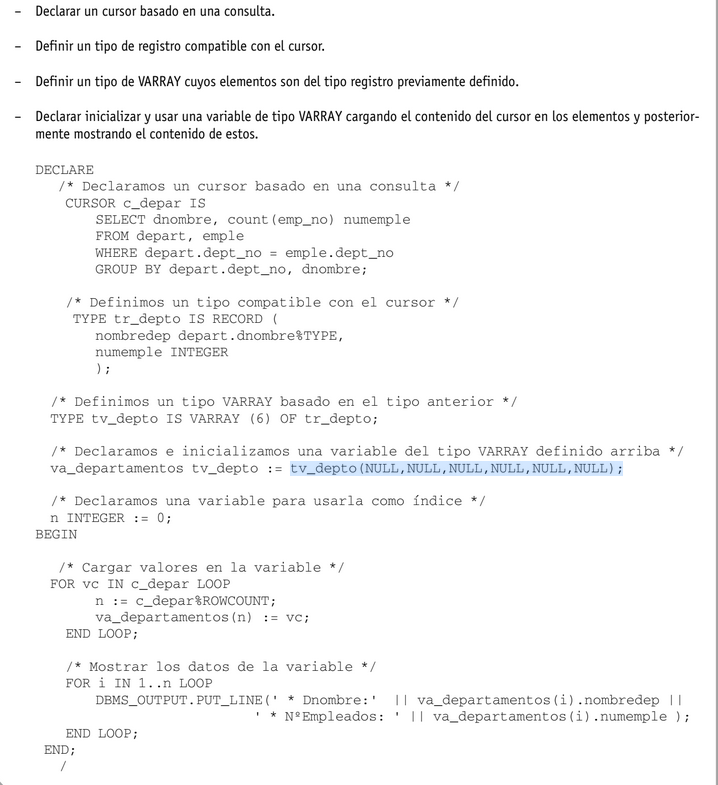 – Declarar un cursor basado en una consulta.
– Definir un tipo de registro compatible con el cursor.
– Definir un tipo de VARRAY cuyos elementos son del tipo registro previamente definido.
– Declarar inicializar y usar una variable de tipo VARRAY cargando el contenido del cursor en los elementos y posterior-
mente mostrando el contenido de estos.
DECLARE
/* Declaramos un cursor basado en una consulta */
CURSOR c_depar IS
SELECT dnombre, count(emp_no) numemple
FROM depart, emple
WHERE depart.dept_no = emple.dept_no
GROUP BY depart.dept_no, dnombre;
/* Definimos un tipo compatible con el cursor */
TYPE tr_depto IS RECORD (
nombredep depart.dnombre%TYPE,
numemple INTEGER
);
/* Definimos un tipo VARRAY basado en el tipo anterior */
TYPE tv_depto IS VARRAY (6) OF tr_depto;
/* Declaramos e inicializamos una variable del tipo VARRAY definido arriba */
va_departamentos tv_depto := tv_depto(NULL,NULL,NULL,NULL,NULL,NULL);
/* Declaramos una variable para usarla como índice */
n INTEGER := 0;
BEGIN
/* Cargar valores en la variable */
FOR vc IN c_depar LOOP
n := c_depar%ROWCOUNT;
va_departamentos(n) := vc;
END LOOP;
/* Mostrar los datos de la variable */
FOR i IN 1..n LOOP
DBMS_OUTPUT.PUT_LINE(' * Dnombre:' || va_departamentos(i).nombredep ||
' * NºEmpleados: ' || va_departamentos(i).numemple );
END LOOP;
END;
/